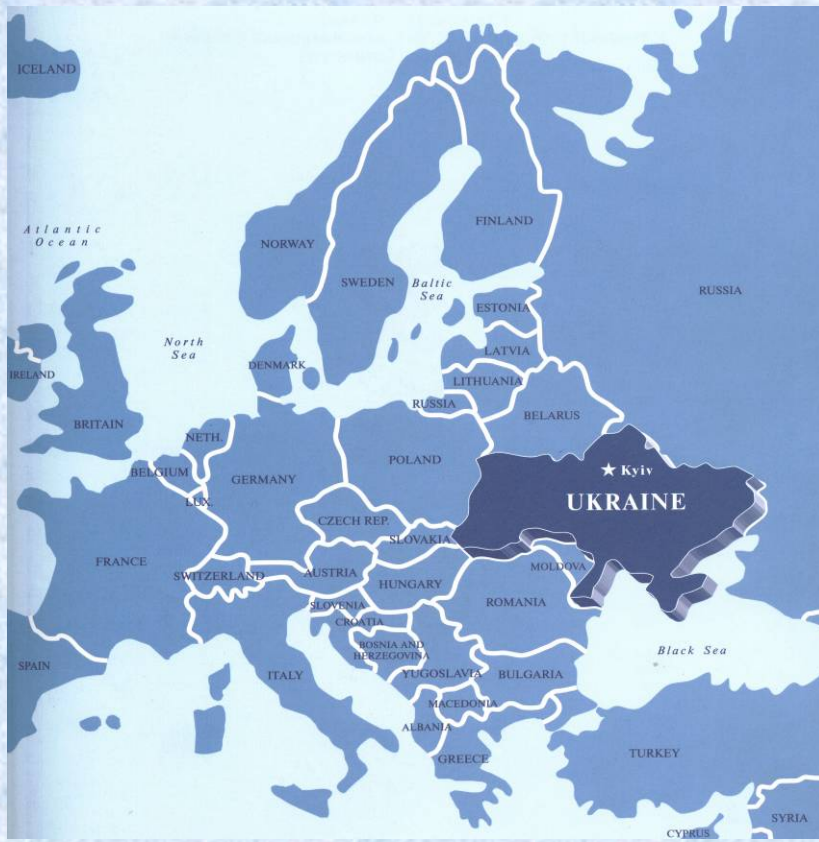 ICELAND
Atlantic
Ocean
NORWAY
FINLAND
SWEDEN
Baltic
Sea
RUSSIA
ESTONIA
North
Sea
LATVIA
DENMARK
IRELAND
LITHUANIA
RUSSIA
BELARUS
BRITAIN
NETH.
POLAND
BELGIUM
GERMANY
Kyiv
LUX.
UKRAINE
CZECH REP.
SLOVAKIA
FRANCE
MOLDOVA
SWITZERLAND
AUSTRIA
HUNGARY
ROMANIA
SLOVENIA
CROATIA
BOSNIA AND
HERZEGOVINA
Black Sea
SPAIN
ITALY
YUGOSLAVIA
BULGARIA
MACEDONIA
ALBANIA
GREECE
TURKEY
SYRIA
CYPRUS